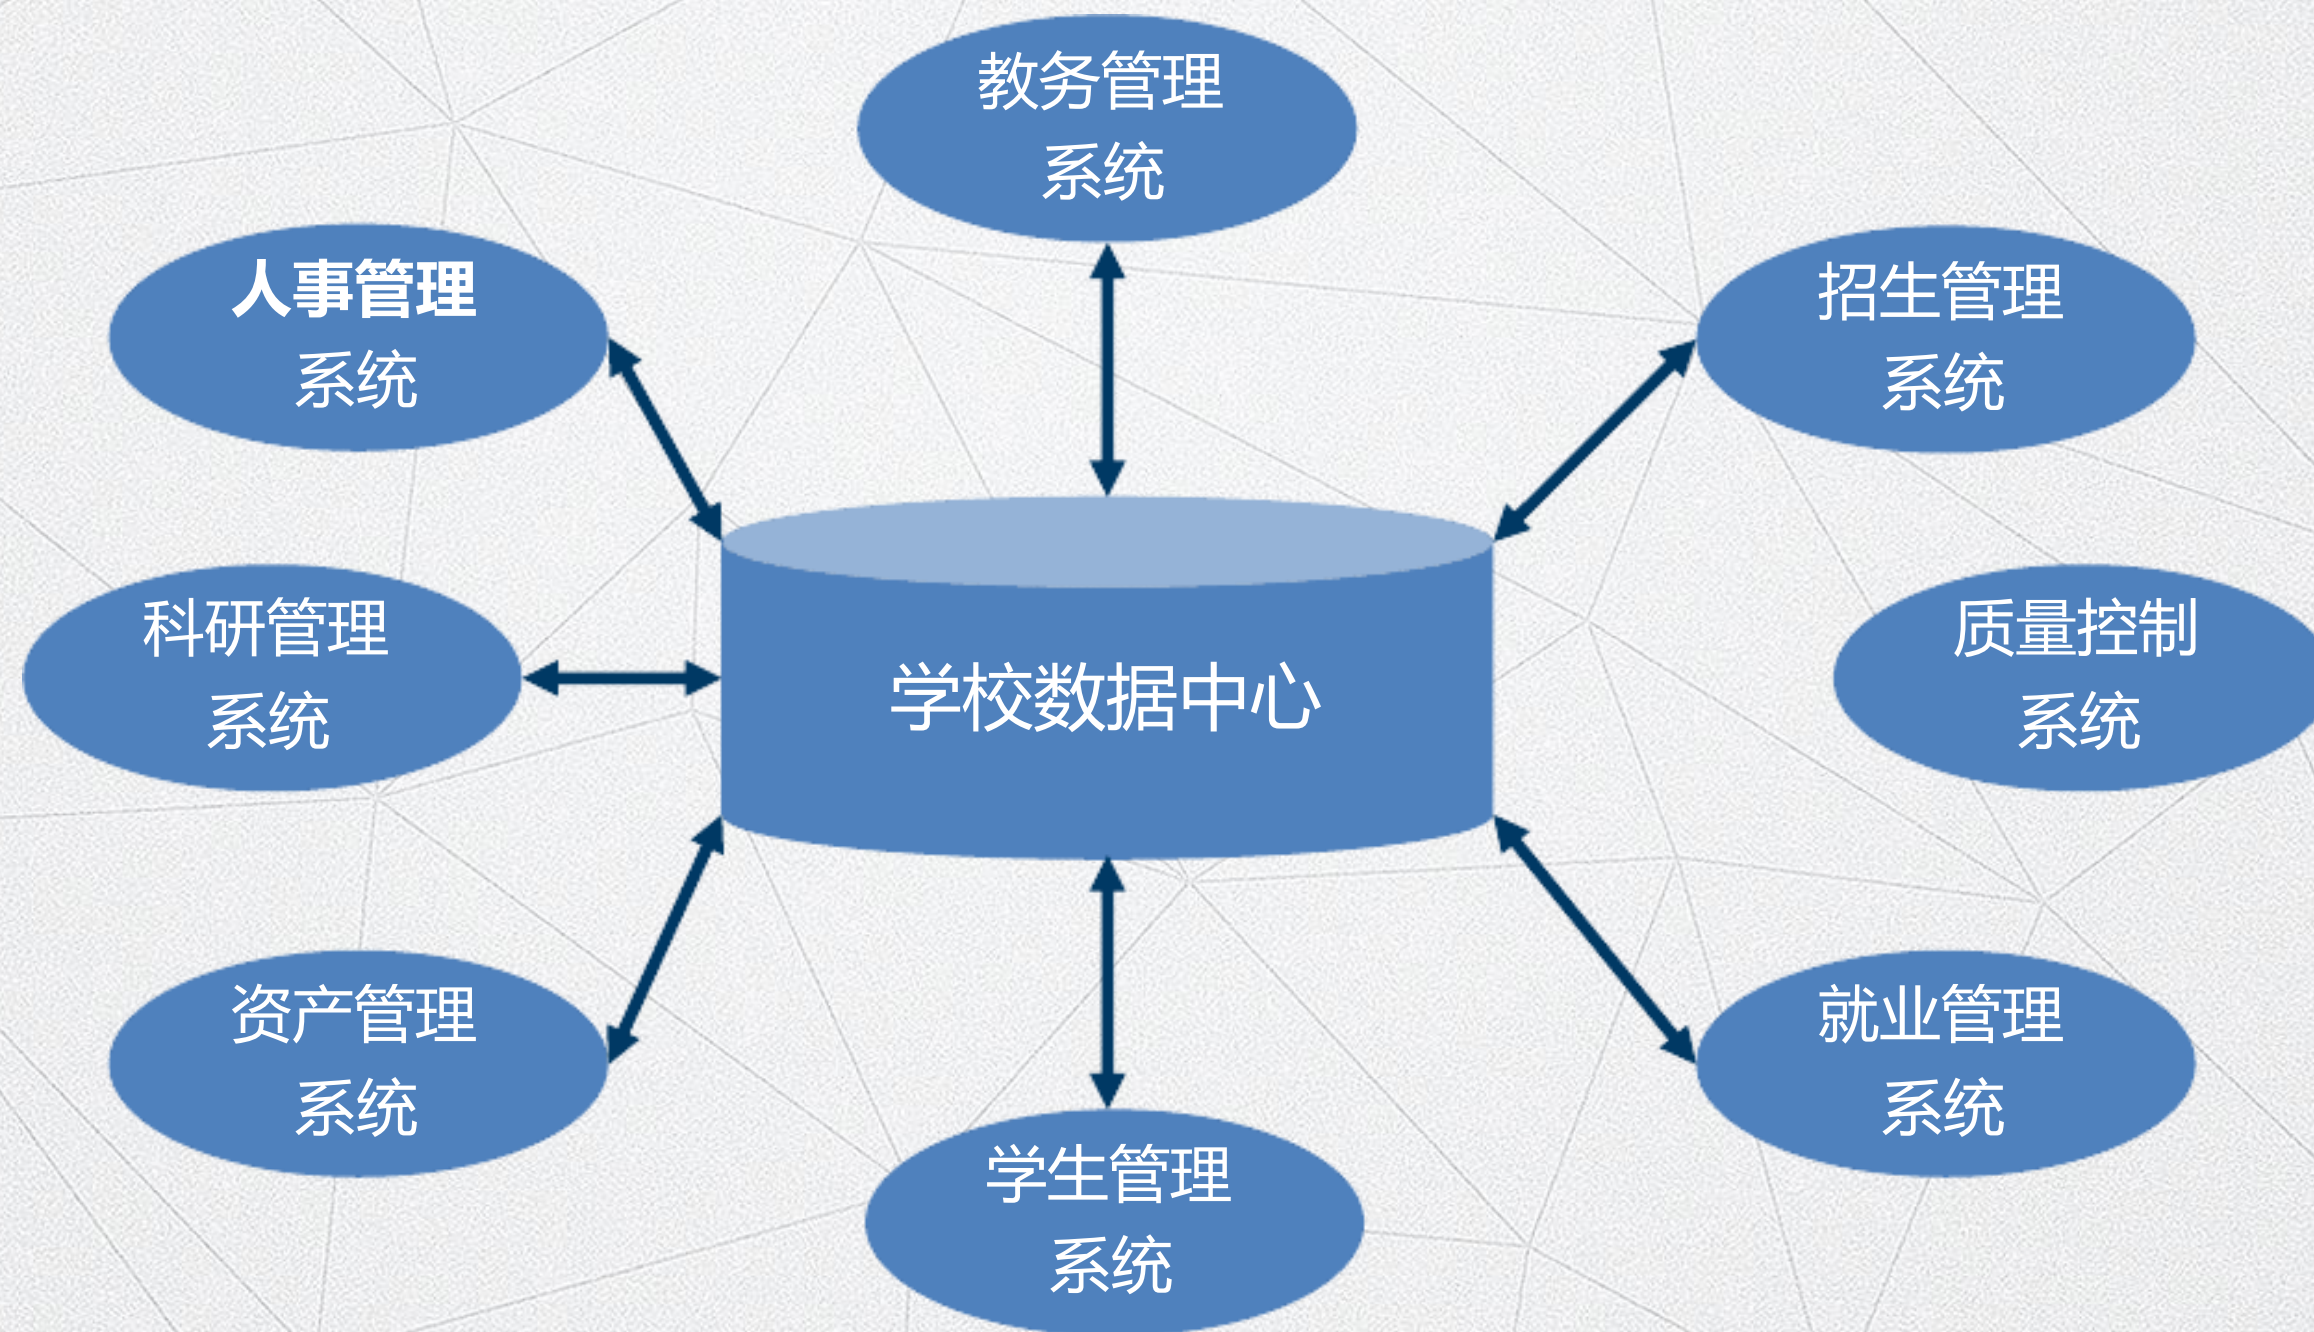 教务管理
系统
人事管理
系统
招生管理
系统
科研管理
系统
学校数据中心
质量控制
系统
资产管理
系统
就业管理
系统
学生管理
系统